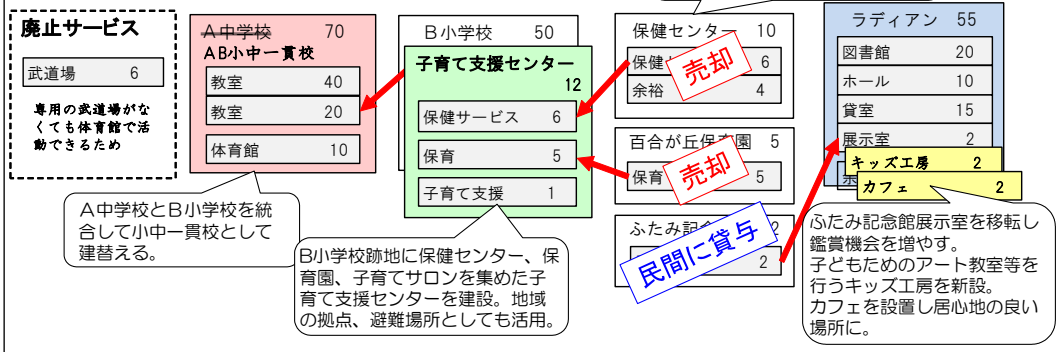 廃止サービス
武道場 6
専用の武道場がな
くても体育館で活
動できるため
A中学校 70
AB小中一貫校
教室 40
教室 20
体育館 10
A中学校とB小学校を統
合して小中一貫校として
建替える。
B小学校 50
子育て支援センター
12
保健サービス 6
保育 5
子育て支援 1
B小学校跡地に保健センター、保
育園、子育てサロンを集めた子
育て支援センターを建設。地域
の拠点、避難場所としても活用。
保健センター 10
保健 6
余裕 4
売却
百合が丘保育園 5
保育 5
売却
ふたみ記念 2
2
民間に貸与
ラディアン 55
図書館 20
ホール 10
貸室 15
展示室 2
キッズ工房 2
カフェ 2
ふたみ記念館展示室を移転し
鑑賞機会を増やす。
子どもためのアート教室等を
行うキッズ工房を新設。
カフェを設置し居心地の良い
場所に。